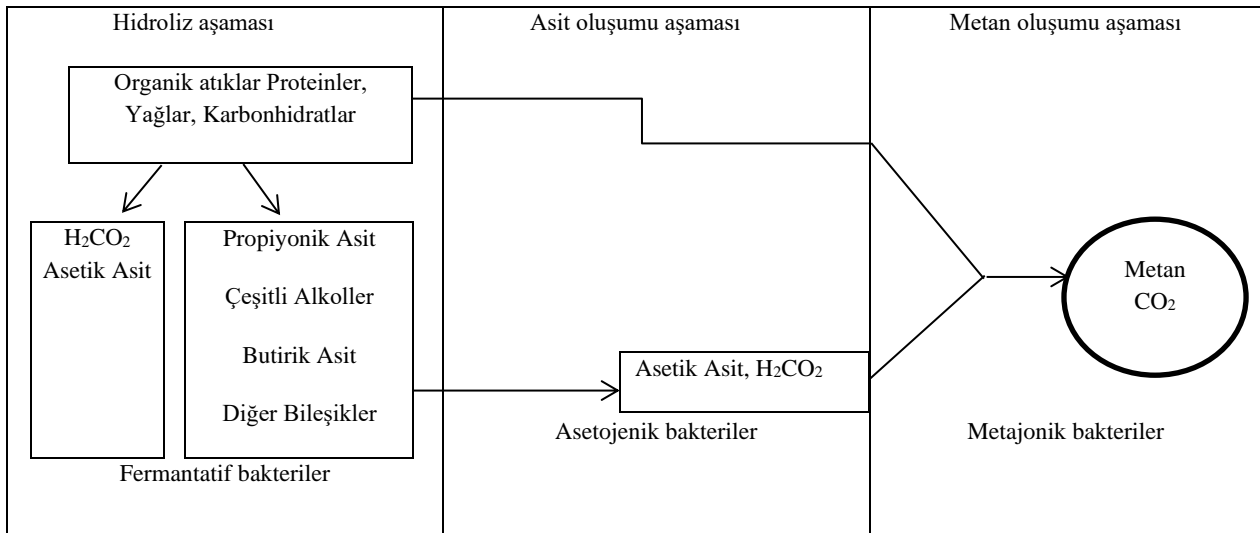 Hidroliz aşaması
Organik atıklar Proteinler,
Yağlar, Karbonhidratlar
H₂CO₂
Asetik Asit
Propiyonik Asit
Çeşitli Alkoller
Butirik Asit
Diğer Bileşikler
Fermantatif bakteriler
Asit oluşumu aşaması
Asetik Asit, H₂CO₂
Asetojenik bakteriler
Metan oluşumu aşaması
Metan
CO₂
Metajonik bakteriler